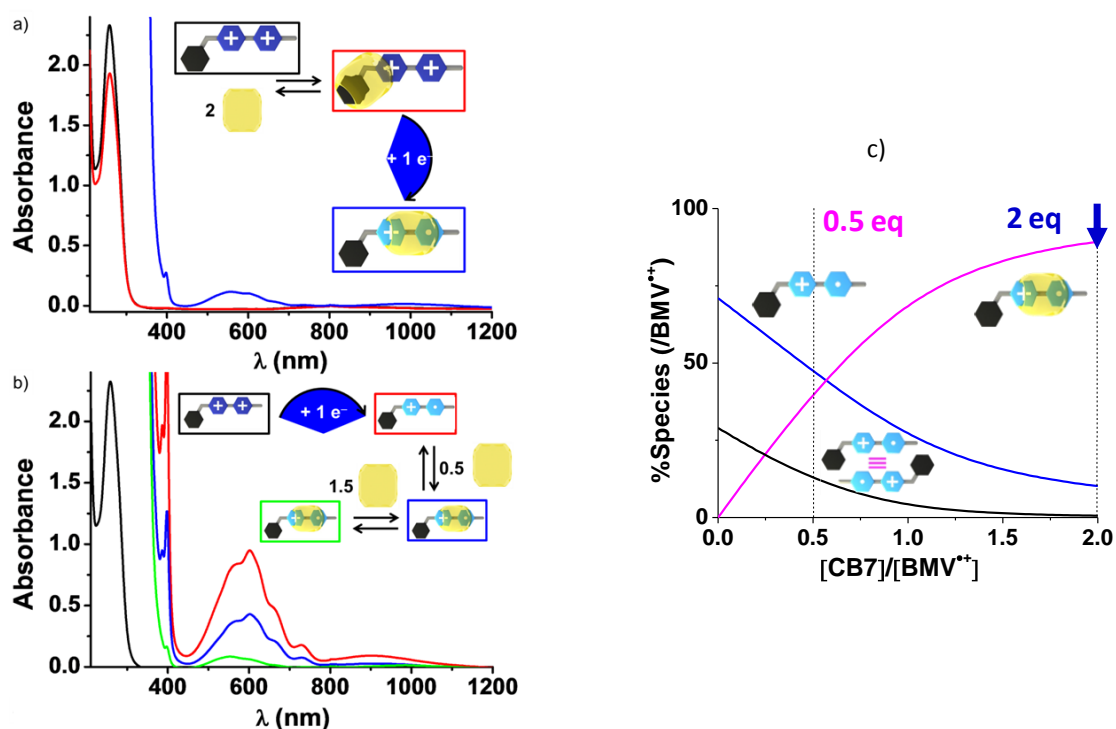 a)
2.0
1.5
1.0
0.5
0.0
Absorbance
400 600 800 1000 1200
λ (nm)
+ +
2
+ +
+ 1 e⁻
+ •
b)
2.0
1.5
1.0
0.5
0.0
Absorbance
400 600 800 1000 1200
λ (nm)
+ +
+ 1 e⁻
+ •
0.5
1.5
+ •
+ •
c)
100
50
0
%Species (/BMV•+)
0.5 eq
2 eq
+ •
+ •
+ •
• +
0.0 0.5 1.0 1.5 2.0
[CB7]/[BMV•+]